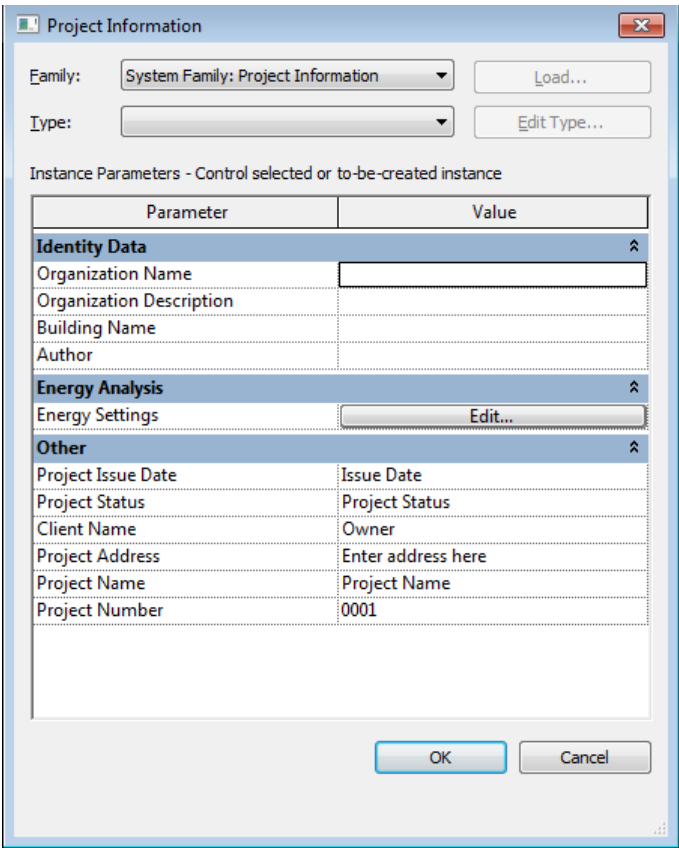 Project Information
Family: System Family: Project Information Load...
Type: Edit Type...
Instance Parameters - Control selected or to-be-created instance
Parameter Value
Identity Data
Organization Name
Organization Description
Building Name
Author
Energy Analysis
Energy Settings Edit...
Other
Project Issue Date Issue Date
Project Status Project Status
Client Name Owner
Project Address Enter address here
Project Name Project Name
Project Number 0001
OK Cancel